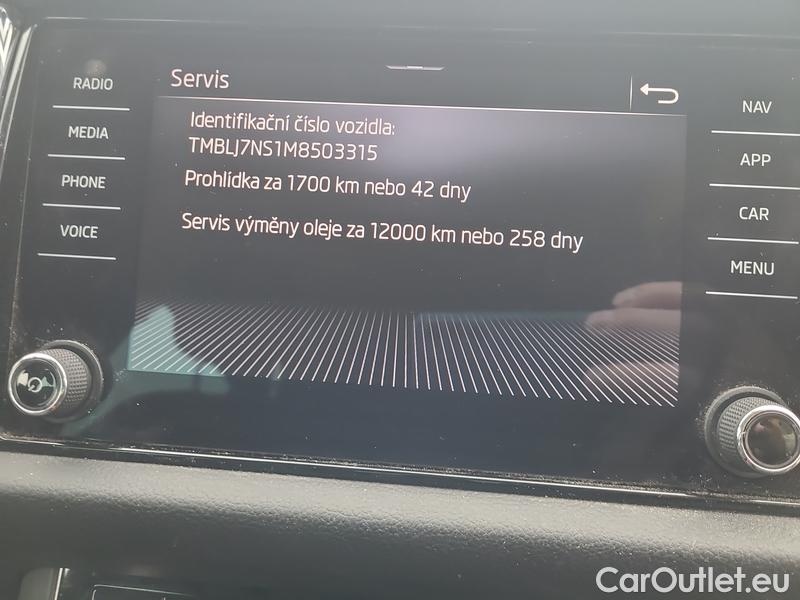 Servis
RADIO
MEDIA
PHONE
VOICE
Identifikační číslo vozidla:
TMBLJ7NS1M8503315
Prohlídka za 1700 km nebo 42 dny
Servis výměny oleje za 12000 km nebo 258 dny
NAV
APP
CAR
MENU
CarOutlet.eu